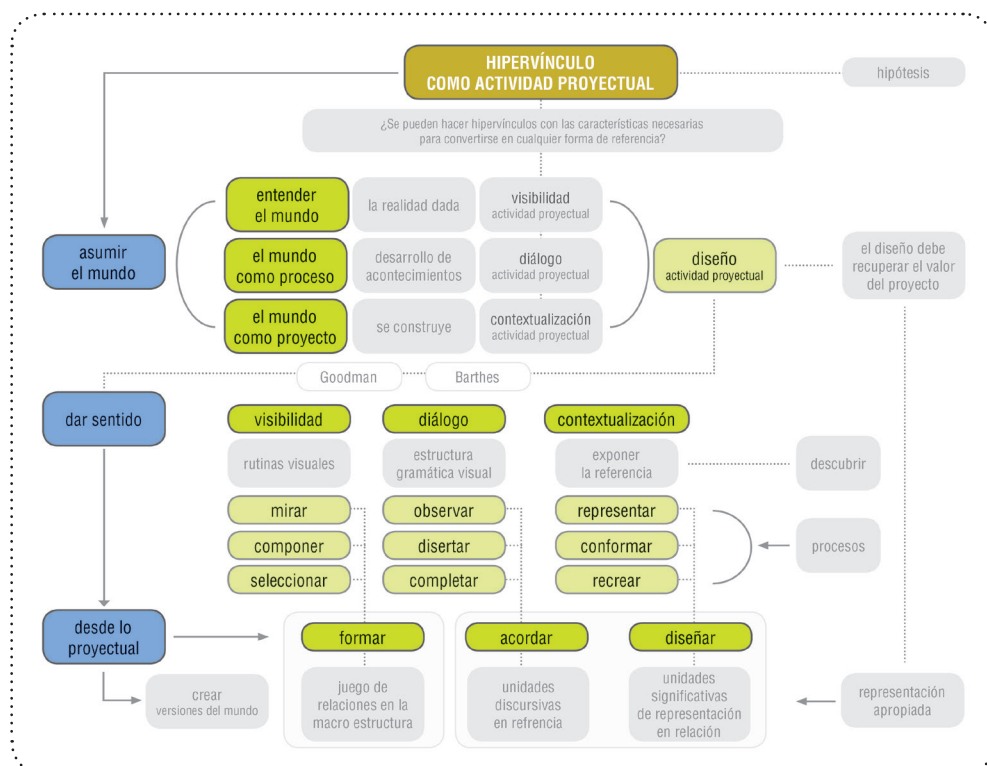 HIPERVÍNCULO
COMO ACTIVIDAD PROYECTUAL
hipótesis
¿Se pueden hacer hipervínculos con las características necesarias
para convertirse en cualquier forma de referencia?
entender
el mundo
la realidad dada
visibilidad
actividad proyectual
asumir
el mundo
el mundo
como proceso
desarrollo de
acontecimientos
diálogo
actividad proyectual
diseño
actividad proyectual
el diseño debe
recuperar el valor
del proyecto
el mundo
como proyecto
se construye
contextualización
actividad proyectual
Goodman
Barthes
dar sentido
visibilidad
diálogo
contextualización
rutinas visuales
estructura
gramática visual
exponer
la referencia
descubrir
mirar
observar
representar
componer
disertar
conformar
procesos
seleccionar
completar
recrear
desde lo
proyectual
formar
acordar
diseñar
crear
versiones del mundo
juego de
relaciones en la
macro estructura
unidades
discursivas
en refrencia
unidades
significativas
de representación
en relación
representación
apropiada